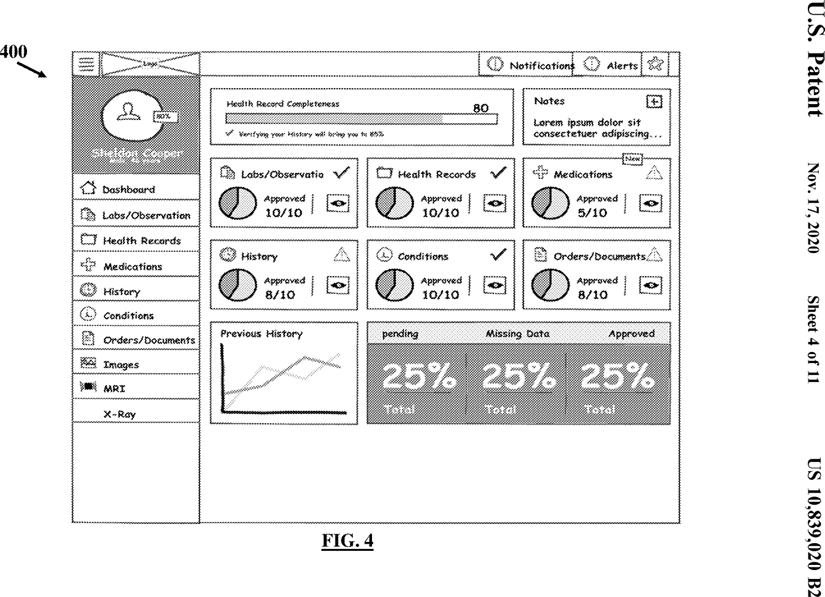 U.S. Patent
Nov. 17, 2020
Sheet 4 of 11
US 10,839,020 B2
400
Logo
Notifications
Alerts
80%
Sheldon Cooper
Dashboard
Labs/Observation
Health Records
Medications
History
Conditions
Orders/Documents
Images
MRI
X-Ray
Health Record Completeness
80
Verifying your History will bring you to 85%
Notes
Lorem ipsum dolor sit
consectetuer adipiscing...
Labs/Observatio
Approved
10/10
Health Records
Approved
10/10
New
Medications
Approved
5/10
History
Approved
8/10
Conditions
Approved
10/10
Orders/Documents
Approved
8/10
Previous History
pending Missing Data Approved
25% 25% 25%
Total Total Total
FIG. 4